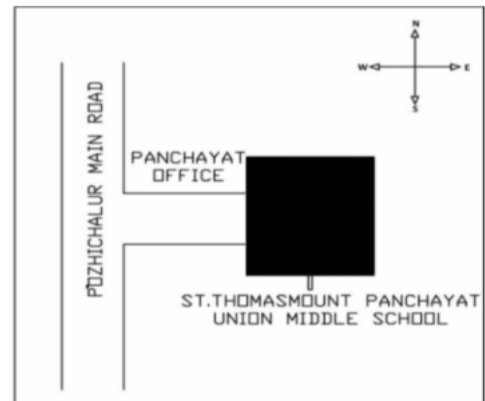 N
W E
S
POZHICHALUR MAIN ROAD
PANCHAYAT
OFFICE
ST.THOMASMOUNT PANCHAYAT
UNION MIDDLE SCHOOL